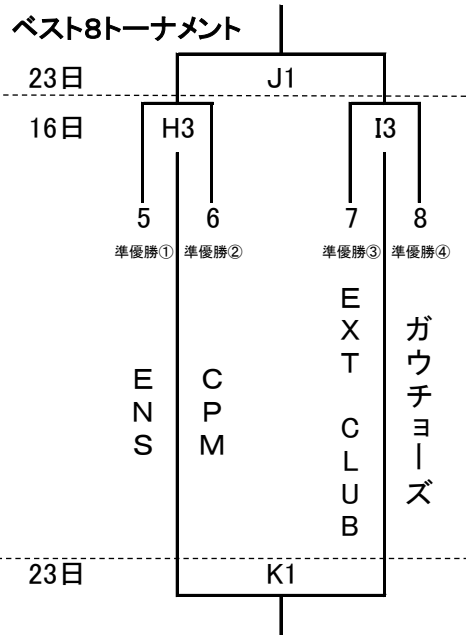 ベスト8トーナメント
23日
J1
16日
H3
I3
5
6
7
8
準優勝①
準優勝②
準優勝③
準優勝④
ENS
CPM
EXT CLUB
ガウチョーズ
23日
K1